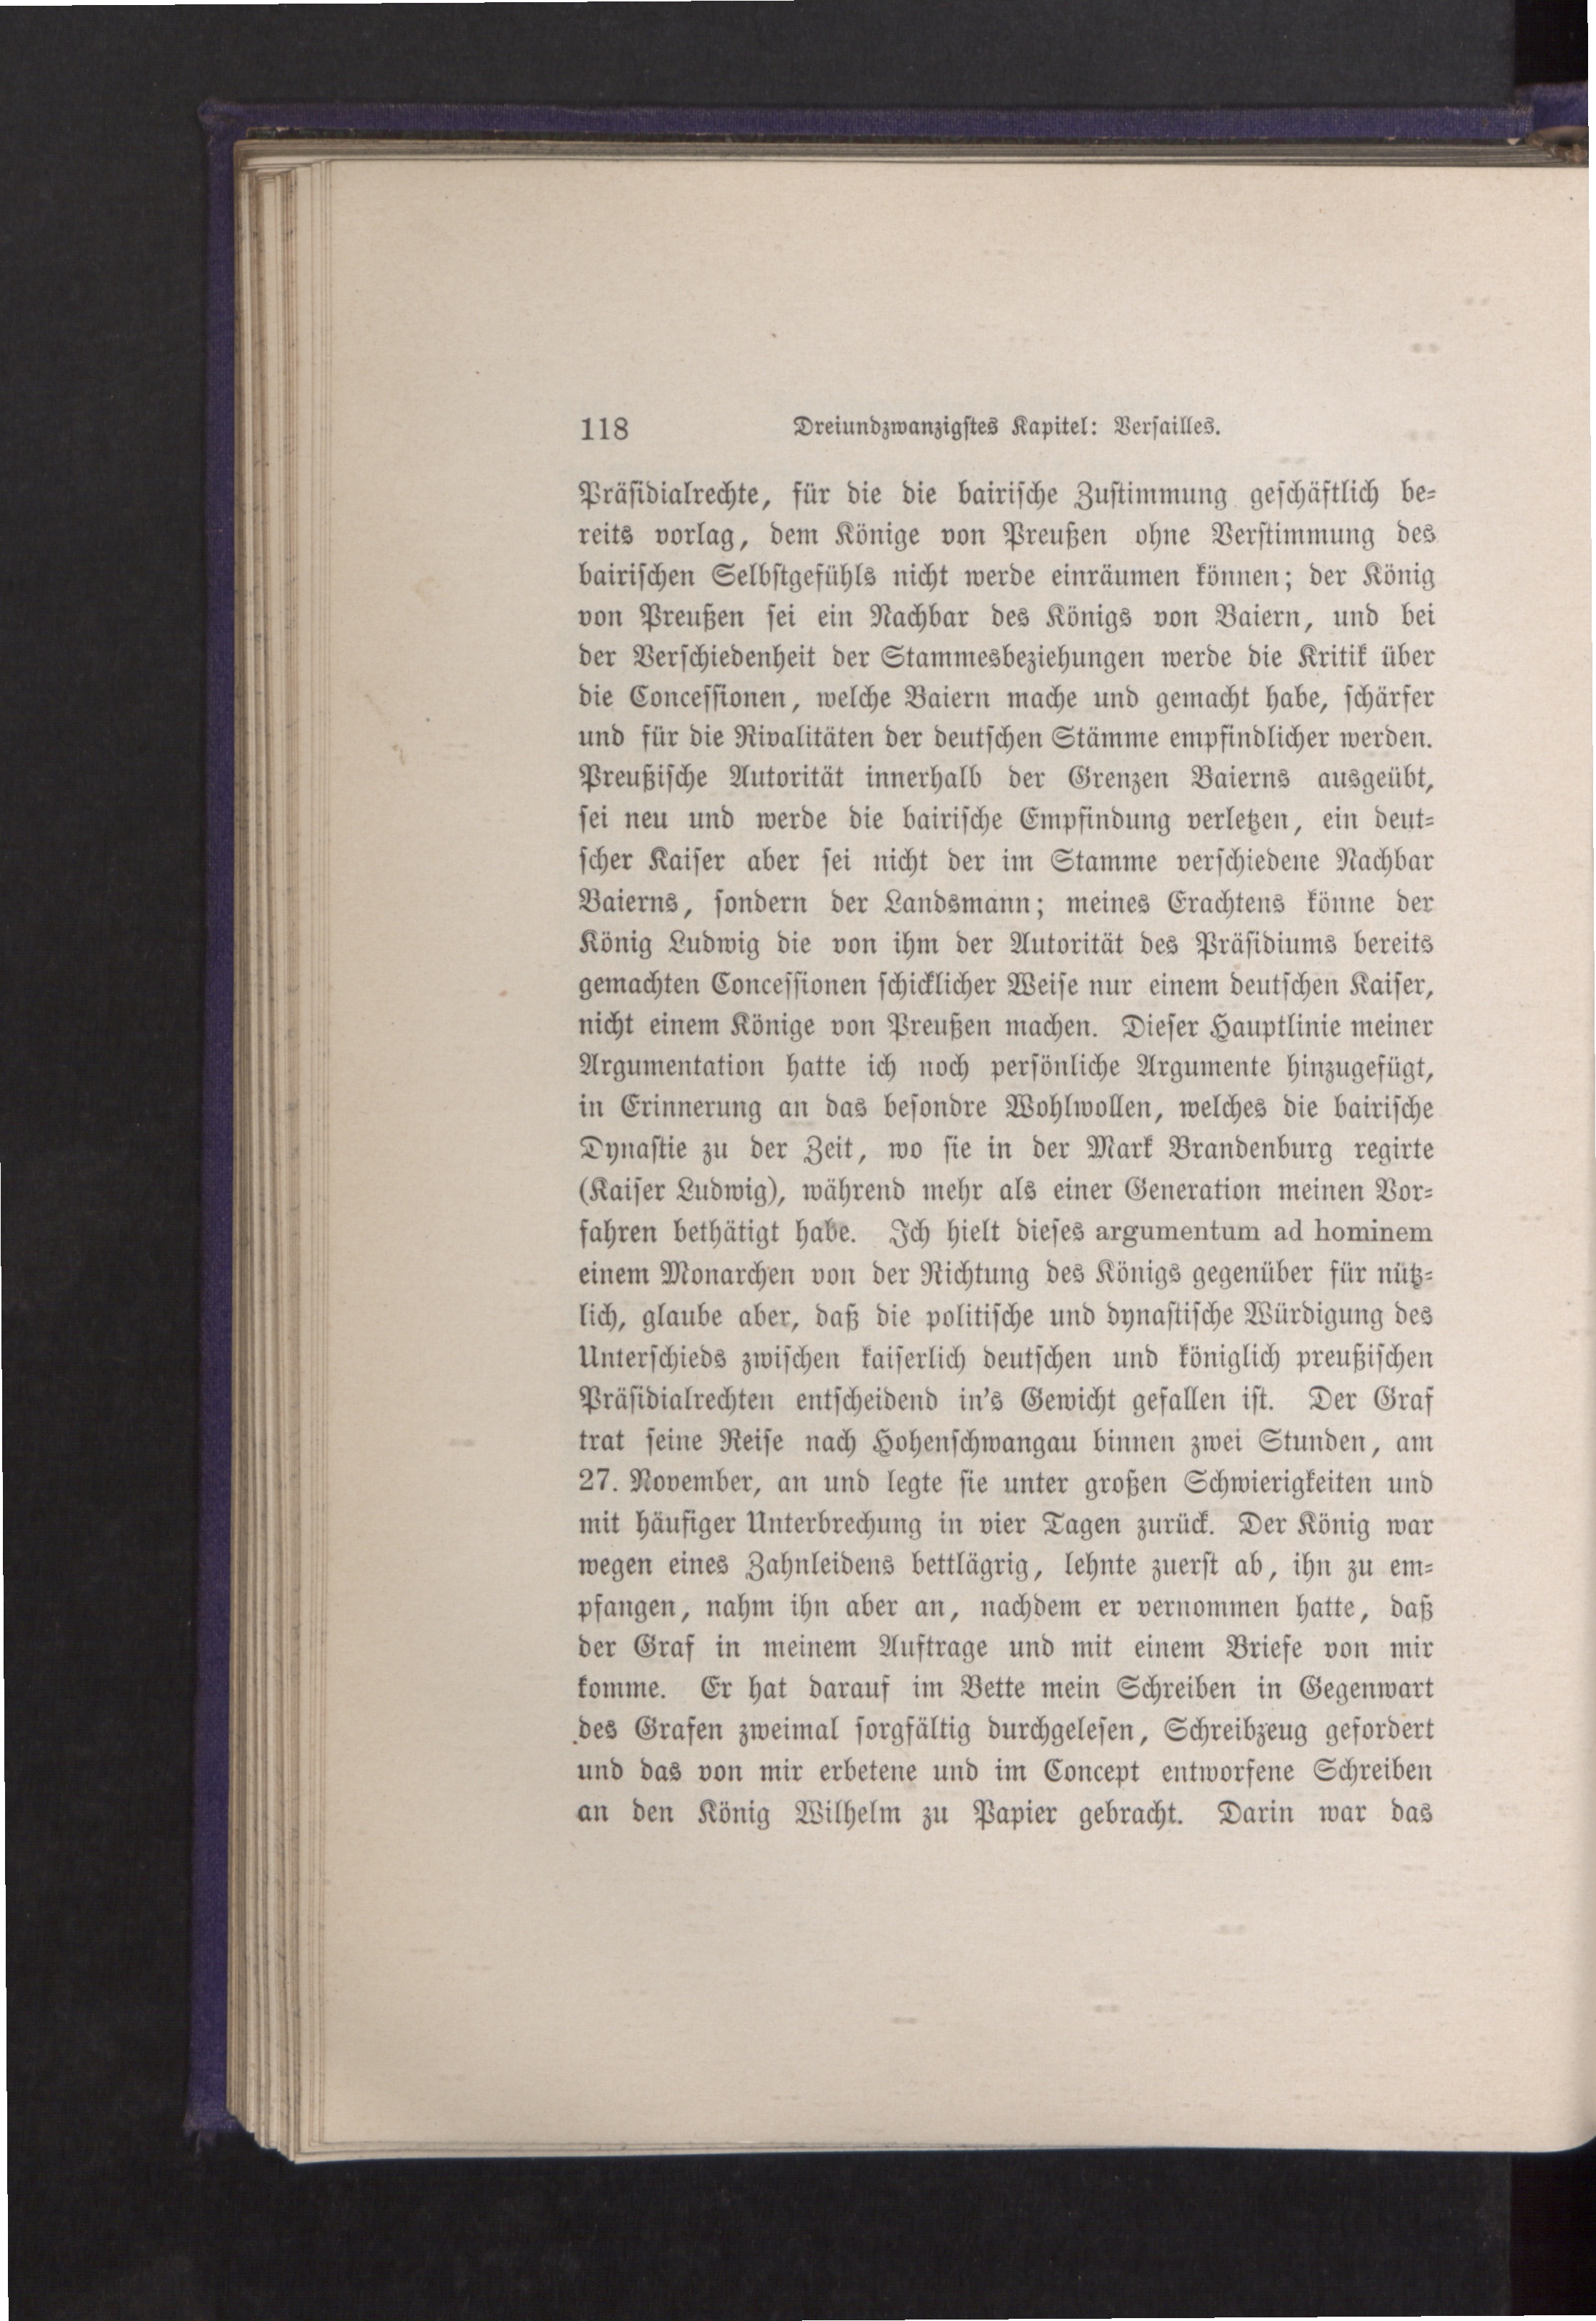 118 Dreiundzwanzigstes Kapitel: Versailles.
Präsidialrechte, für die die bairische Zustimmung geschäftlich be-
reits vorlag, dem Könige von Preußen ohne Verstimmung des
bairischen Selbstgefühls nicht werde einräumen können; der König
von Preußen sei ein Nachbar des Königs von Baiern, und bei
der Verschiedenheit der Stammesbeziehungen werde die Kritik über
die Concessionen, welche Baiern mache und gemacht habe, schärfer
und für die Rivalitäten der deutschen Stämme empfindlicher werden.
Preußische Autorität innerhalb der Grenzen Baierns ausgeübt,
sei neu und werde die bairische Empfindung verletzen, ein deut-
scher Kaiser aber sei nicht der im Stamme verschiedene Nachbar
Baierns, sondern der Landsmann; meines Erachtens könne der
König Ludwig die von ihm der Autorität des Präsidiums bereits
gemachten Concessionen schicklicher Weise nur einem deutschen Kaiser,
nicht einem Könige von Preußen machen. Dieser Hauptlinie meiner
Argumentation hatte ich noch persönliche Argumente hinzugefügt,
in Erinnerung an das besondre Wohlwollen, welches die bairische
Dynastie zu der Zeit, wo sie in der Mark Brandenburg regirte
(Kaiser Ludwig), während mehr als einer Generation meinen Vor-
fahren bethätigt habe. Ich hielt dieses argumentum ad hominem
einem Monarchen von der Richtung des Königs gegenüber für nütz-
lich, glaube aber, daß die politische und dynastische Würdigung des
Unterschieds zwischen kaiserlich deutschen und königlich preußischen
Präsidialrechten entscheidend in's Gewicht gefallen ist. Der Graf
trat seine Reise nach Hohenschwangau binnen zwei Stunden, am
27. November, an und legte sie unter großen Schwierigkeiten und
mit häufiger Unterbrechung in vier Tagen zurück. Der König war
wegen eines Zahnleidens bettlägrig, lehnte zuerst ab, ihn zu em-
pfangen, nahm ihn aber an, nachdem er vernommen hatte, daß
der Graf in meinem Auftrage und mit einem Briefe von mir
komme. Er hat darauf im Bette mein Schreiben in Gegenwart
des Grafen zweimal sorgfältig durchgelesen, Schreibzeug gefordert
und das von mir erbetene und im Concept entworfene Schreiben
an den König Wilhelm zu Papier gebracht. Darin war das